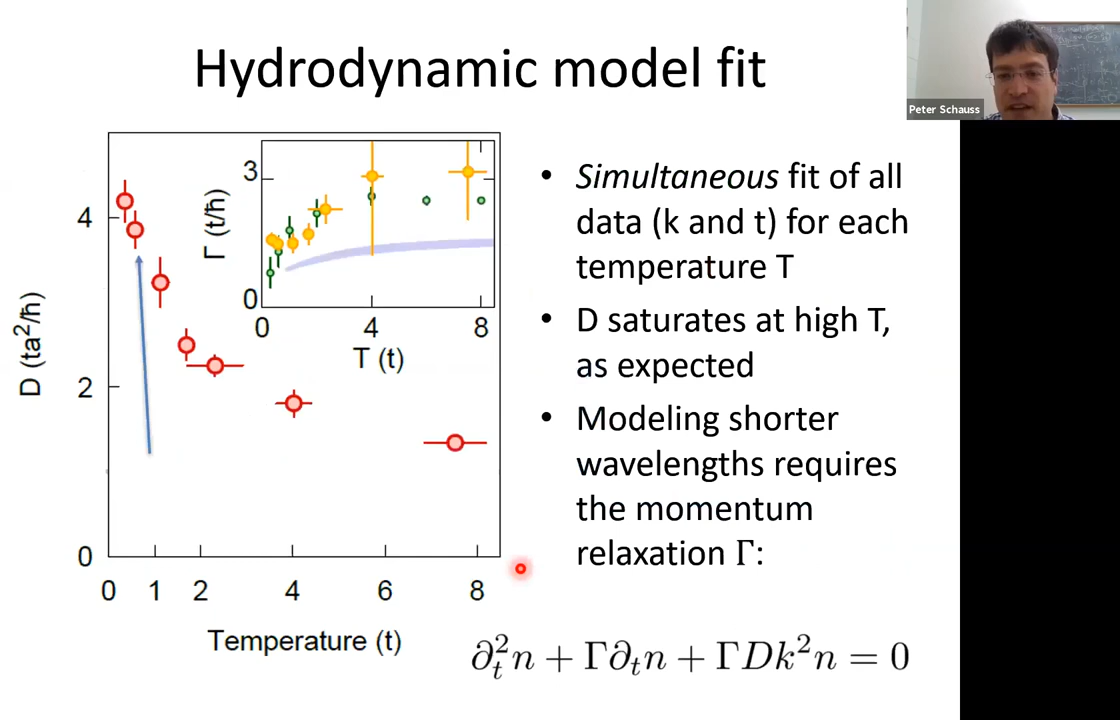 Hydrodynamic model fit
Peter Schauss
D (ta²/ħ)
4
2
0
0 1 2 4 6 8
Temperature (t)
Γ (t/ħ)
3
0
0 4 8
T (t)
• Simultaneous fit of all
data (k and t) for each
temperature T
• D saturates at high T,
as expected
• Modeling shorter
wavelengths requires
the momentum
relaxation Γ:
∂ₜ²n + Γ∂ₜn + ΓDk²n = 0